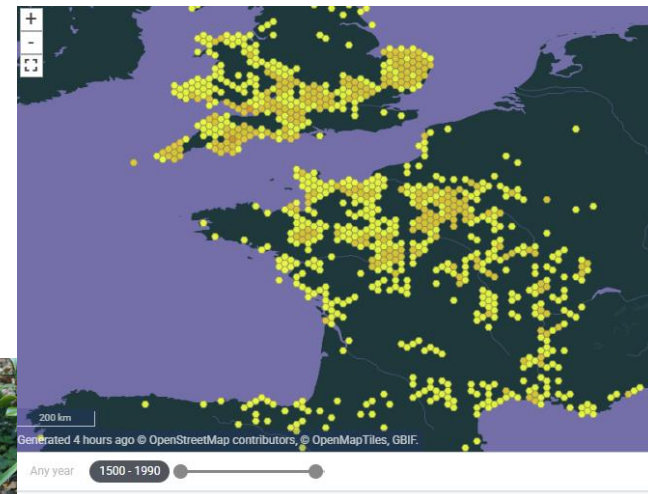 +
-
200 km
Generated 4 hours ago © OpenStreetMap contributors, © OpenMapTiles, GBIF.
Any year 1500 - 1990